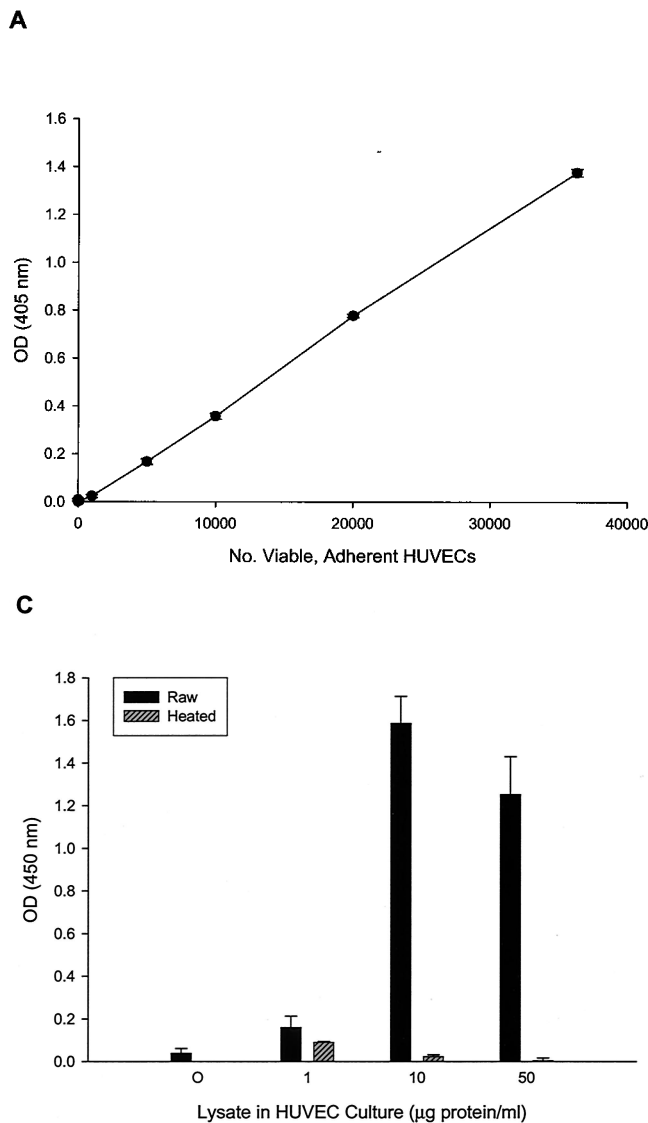 A
1.6
1.4
1.2
1.0
0.8
0.6
0.4
0.2
0.0
OD (405 nm)
0 10000 20000 30000 40000
No. Viable, Adherent HUVECs
C
1.8
1.6
1.4
1.2
1.0
0.8
0.6
0.4
0.2
0.0
OD (450 nm)
Raw
Heated
O 1 10 50
Lysate in HUVEC Culture (μg protein/ml)